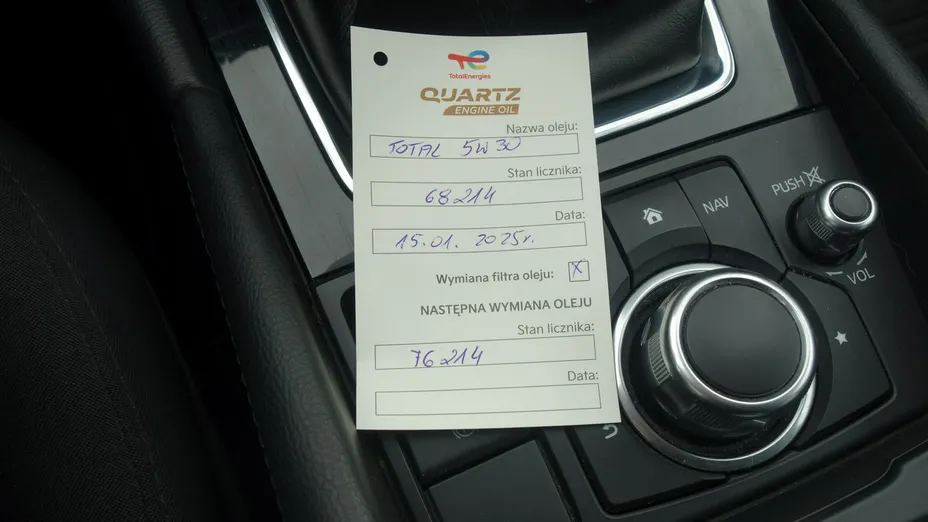 TotalEnergies
QUARTZ
ENGINE OIL
Nazwa oleju:
TOTAL 5W30
Stan licznika:
68214
Data:
15.01.2025r.
Wymiana filtra oleju: X
NASTĘPNA WYMIANA OLEJU
Stan licznika:
76214
Data:
NAV
PUSH
VOL